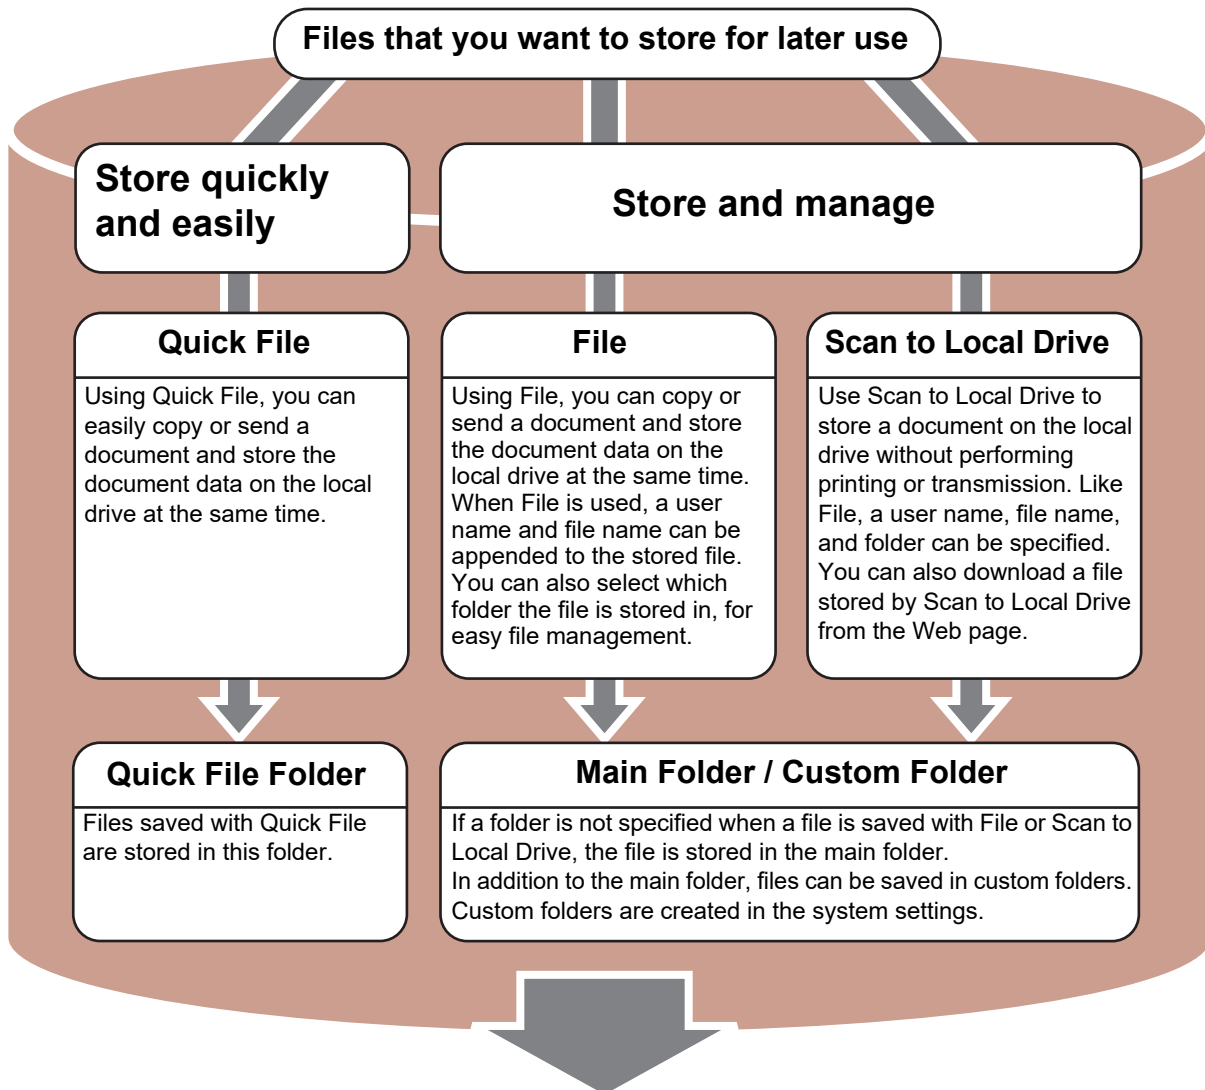 Files that you want to store for later use
Store quickly
and easily
Store and manage
Quick File
Using Quick File, you can
easily copy or send a
document and store the
document data on the local
drive at the same time.
File
Using File, you can copy or
send a document and store
the document data on the
local drive at the same time.
When File is used, a user
name and file name can be
appended to the stored file.
You can also select which
folder the file is stored in, for
easy file management.
Scan to Local Drive
Use Scan to Local Drive to
store a document on the local
drive without performing
printing or transmission. Like
File, a user name, file name,
and folder can be specified.
You can also download a file
stored by Scan to Local Drive
from the Web page.
Quick File Folder
Files saved with Quick File
are stored in this folder.
Main Folder / Custom Folder
If a folder is not specified when a file is saved with File or Scan to
Local Drive, the file is stored in the main folder.
In addition to the main folder, files can be saved in custom folders.
Custom folders are created in the system settings.